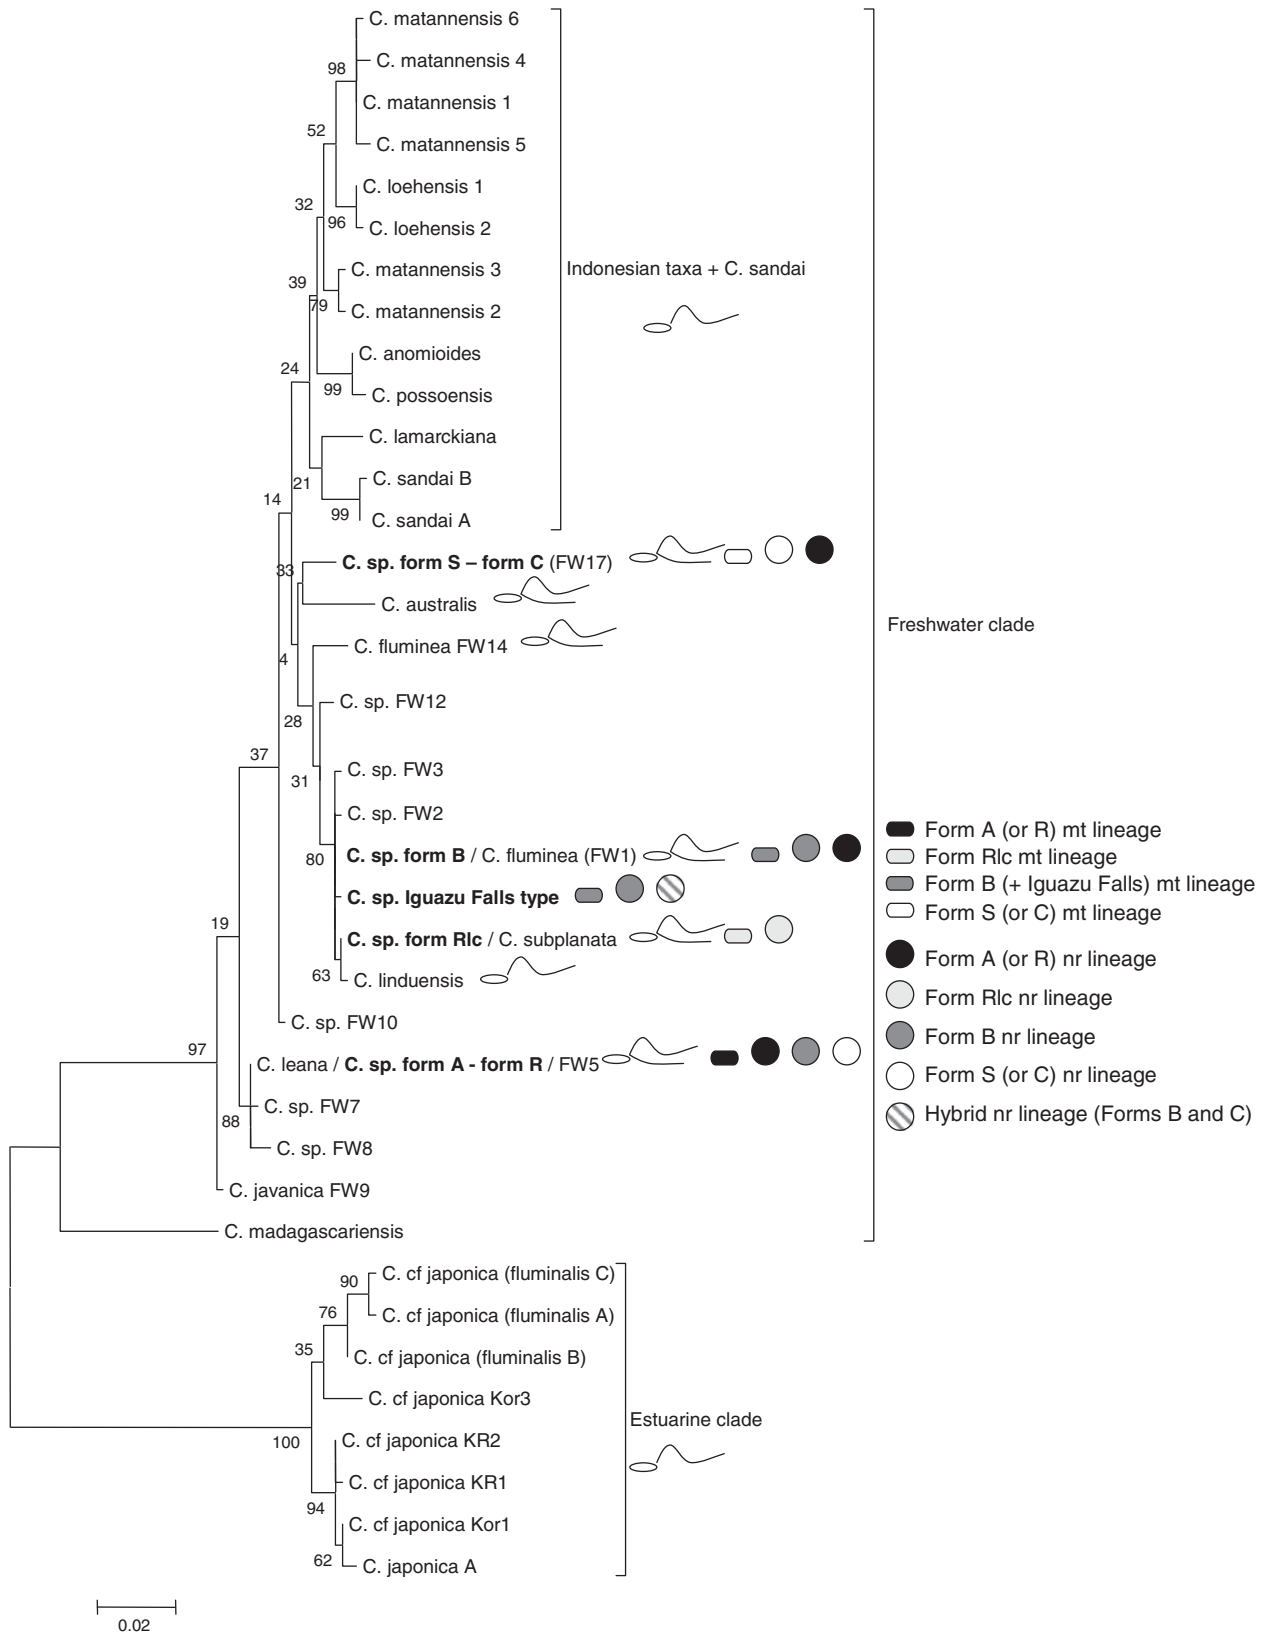 C. matannensis 6
C. matannensis 4
98
C. matannensis 1
52
C. matannensis 5
C. loehensis 1
32
96
C. loehensis 2
C. matannensis 3
Indonesian taxa + C. sandai
39
79
C. matannensis 2
C. anomioides
24
99
C. possoensis
C. lamarckiana
21
C. sandai B
14
99
C. sandai A
C. sp. form S – form C (FW17)
33
C. australis
Freshwater clade
C. fluminea FW14
4
C. sp. FW12
28
37
C. sp. FW3
31
C. sp. FW2
80
C. sp. form B / C. fluminea (FW1)
C. sp. Iguazu Falls type
19
C. sp. form Rlc / C. subplanata
63
C. linduensis
C. sp. FW10
97
C. leana / C. sp. form A - form R / FW5
C. sp. FW7
88
C. sp. FW8
C. javanica FW9
C. madagascariensis
Form A (or R) mt lineage
Form Rlc mt lineage
Form B (+ Iguazu Falls) mt lineage
Form S (or C) mt lineage
Form A (or R) nr lineage
Form Rlc nr lineage
Form B nr lineage
Form S (or C) nr lineage
Hybrid nr lineage (Forms B and C)
90
C. cf japonica (fluminalis C)
76
C. cf japonica (fluminalis A)
35
C. cf japonica (fluminalis B)
C. cf japonica Kor3
Estuarine clade
100
C. cf japonica KR2
C. cf japonica KR1
94
C. cf japonica Kor1
62
C. japonica A
0.02